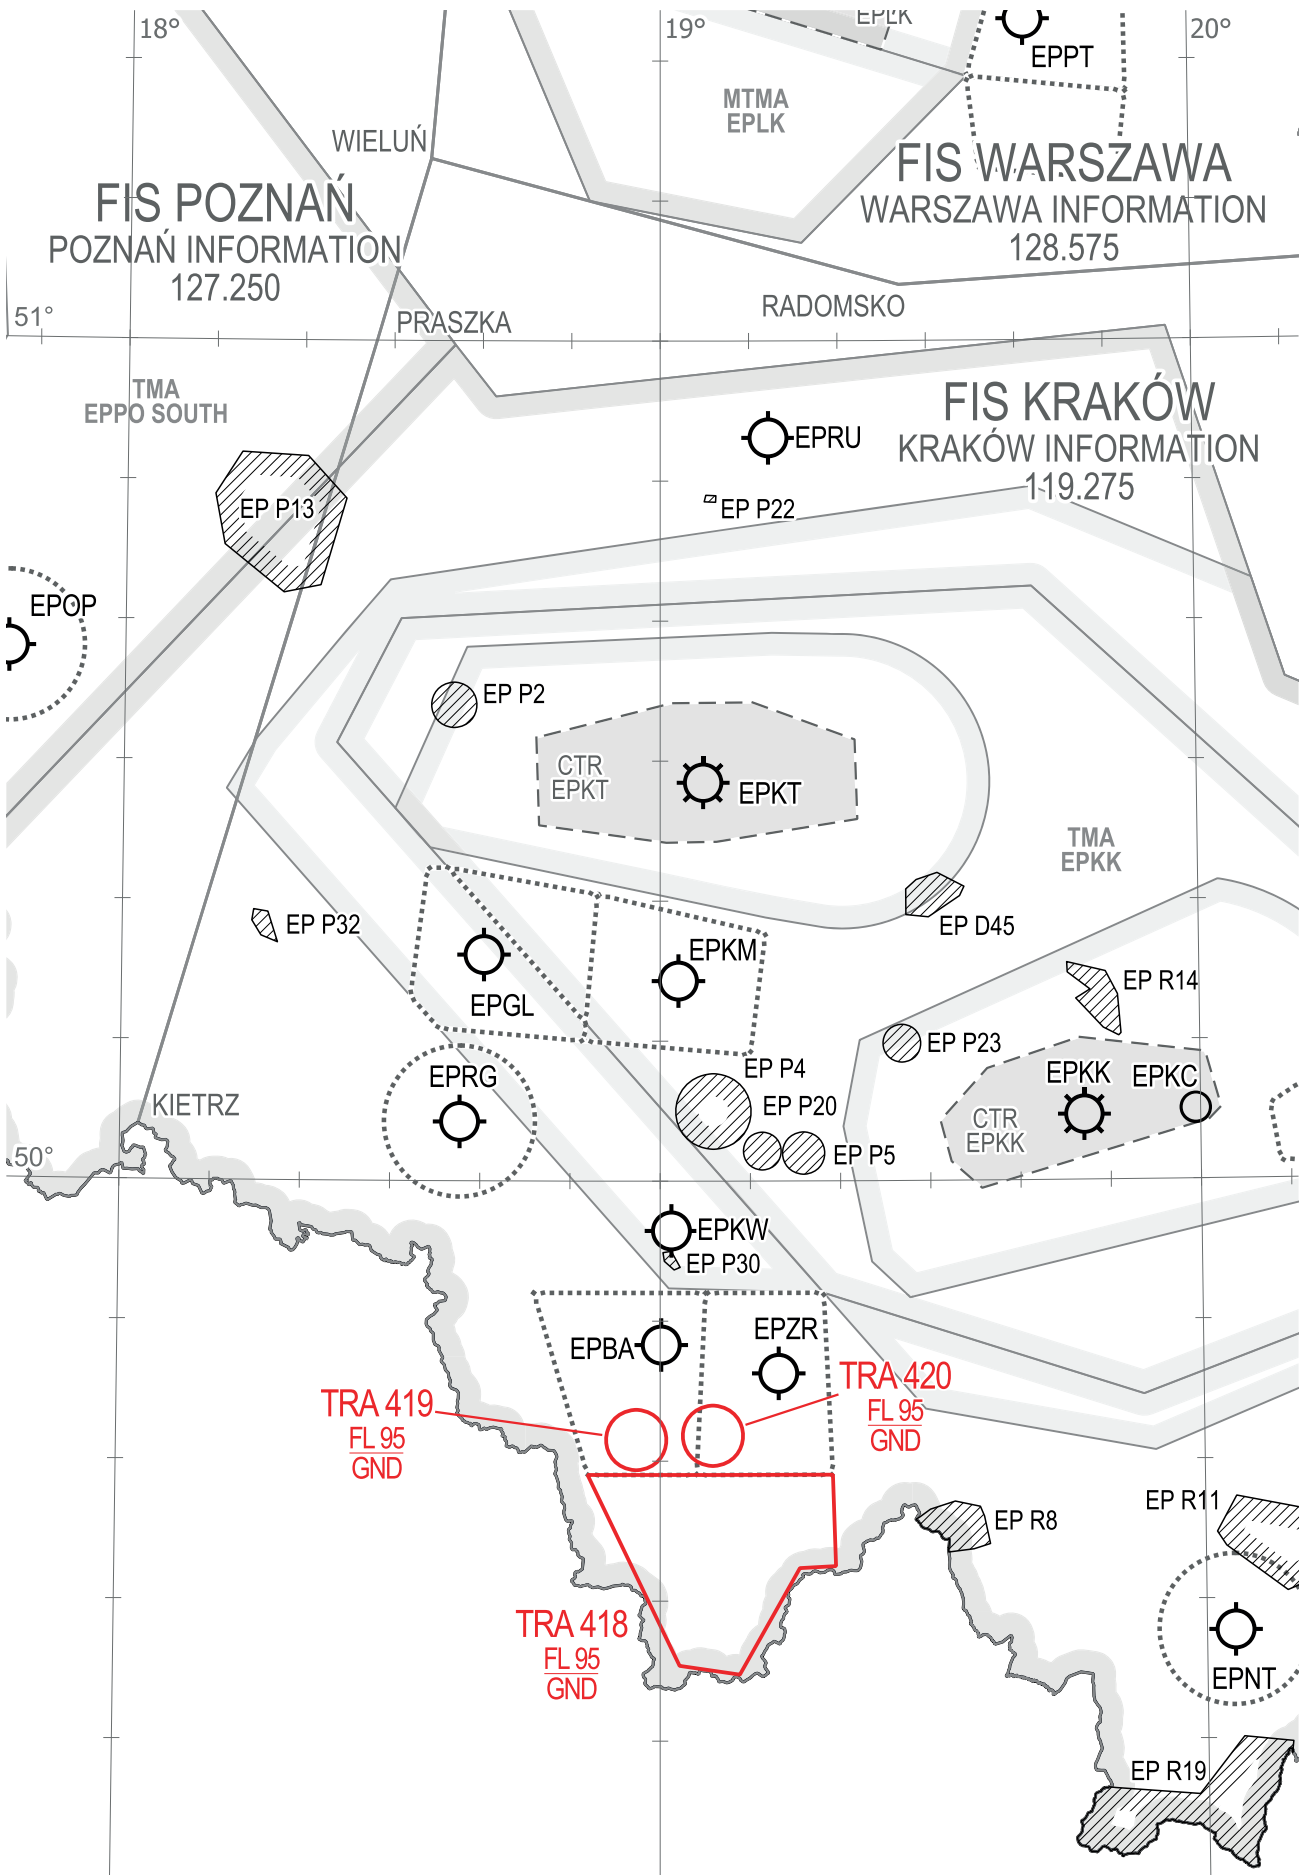 18°
19°
20°
EPLK
EPPT
MTMA
EPLK
WIELUŃ
FIS POZNAŃ
POZNAŃ INFORMATION
127.250
FIS WARSZAWA
WARSZAWA INFORMATION
128.575
51°
PRASZKA
RADOMSKO
TMA
EPPO SOUTH
FIS KRAKÓW
KRAKÓW INFORMATION
119.275
EPRU
EP P22
EP P13
EPOP
EP P2
CTR
EPKT
EPKT
TMA
EPKK
EP P32
EP D45
EPKM
EPGL
EP R14
EP P23
EPRG
EP P4
EP P20
EP P5
EPKK
EPKC
CTR
EPKK
KIETRZ
50°
EPKW
EP P30
EPBA
EPZR
TRA 419
FL 95
GND
TRA 420
FL 95
GND
EP R8
EP R11
TRA 418
FL 95
GND
EPNT
EP R19